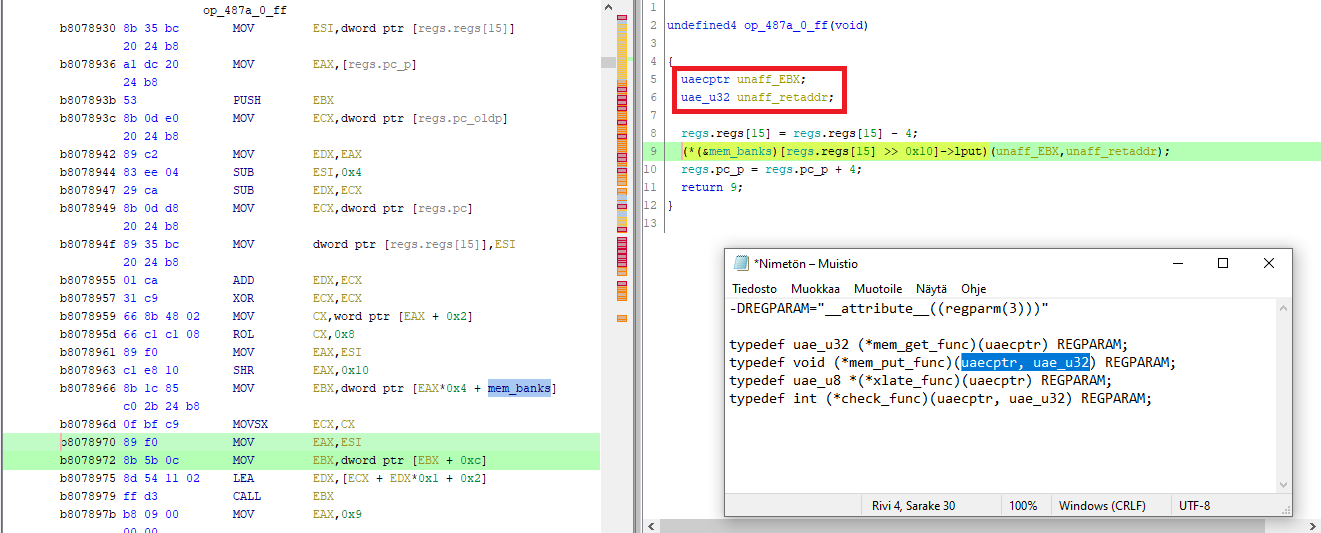 op_487a_0_ff
b8078930 8b 35 bc MOV ESI,dword ptr [regs.regs[15]]
20 24 b8
b8078936 a1 dc 20 MOV EAX,[regs.pc_p]
24 b8
b807893b 53 PUSH EBX
b807893c 8b 0d e0 MOV ECX,dword ptr [regs.pc_oldp]
20 24 b8
b8078942 89 c2 MOV EDX,EAX
b8078944 83 ee 04 SUB ESI,0x4
b8078947 29 ca SUB EDX,ECX
b8078949 8b 0d d8 MOV ECX,dword ptr [regs.pc]
20 24 b8
b807894f 89 35 bc MOV dword ptr [regs.regs[15]],ESI
20 24 b8
b8078955 01 ca ADD EDX,ECX
b8078957 31 c9 XOR ECX,ECX
b8078959 66 8b 48 02 MOV CX,word ptr [EAX + 0x2]
b807895d 66 c1 c1 08 ROL CX,0x8
b8078961 89 f0 MOV EAX,ESI
b8078963 c1 e8 10 SHR EAX,0x10
b8078966 8b 1c 85 MOV EBX,dword ptr [EAX*0x4 + mem_banks]
c0 2b 24 b8
b807896d 0f bf c9 MOVSX ECX,CX
b8078970 89 f0 MOV EAX,ESI
b8078972 8b 5b 0c MOV EBX,dword ptr [EBX + 0xc]
b8078975 8d 54 11 02 LEA EDX,[ECX + EDX*0x1 + 0x2]
b8078979 ff d3 CALL EBX
b807897b b8 09 00 MOV EAX,0x9
00 00
1
2 undefined4 op_487a_0_ff(void)
3
4 {
5 uaecptr unaff_EBX;
6 uae_u32 unaff_retaddr;
7
8 regs.regs[15] = regs.regs[15] - 4;
9 (*(&mem_banks)[regs.regs[15] >> 0x10]->lput)(unaff_EBX,unaff_retaddr);
10 regs.pc_p = regs.pc_p + 4;
11 return 9;
12 }
13
*Nimetön – Muistio
Tiedosto Muokkaa Muotoile Näytä Ohje
-DREGPARAM="__attribute__((regparm(3)))"
typedef uae_u32 (*mem_get_func)(uaecptr) REGPARAM;
typedef void (*mem_put_func)(uaecptr, uae_u32) REGPARAM;
typedef uae_u8 *(*xlate_func)(uaecptr) REGPARAM;
typedef int (*check_func)(uaecptr, uae_u32) REGPARAM;
Rivi 4, Sarake 30 100% Windows (CRLF) UTF-8